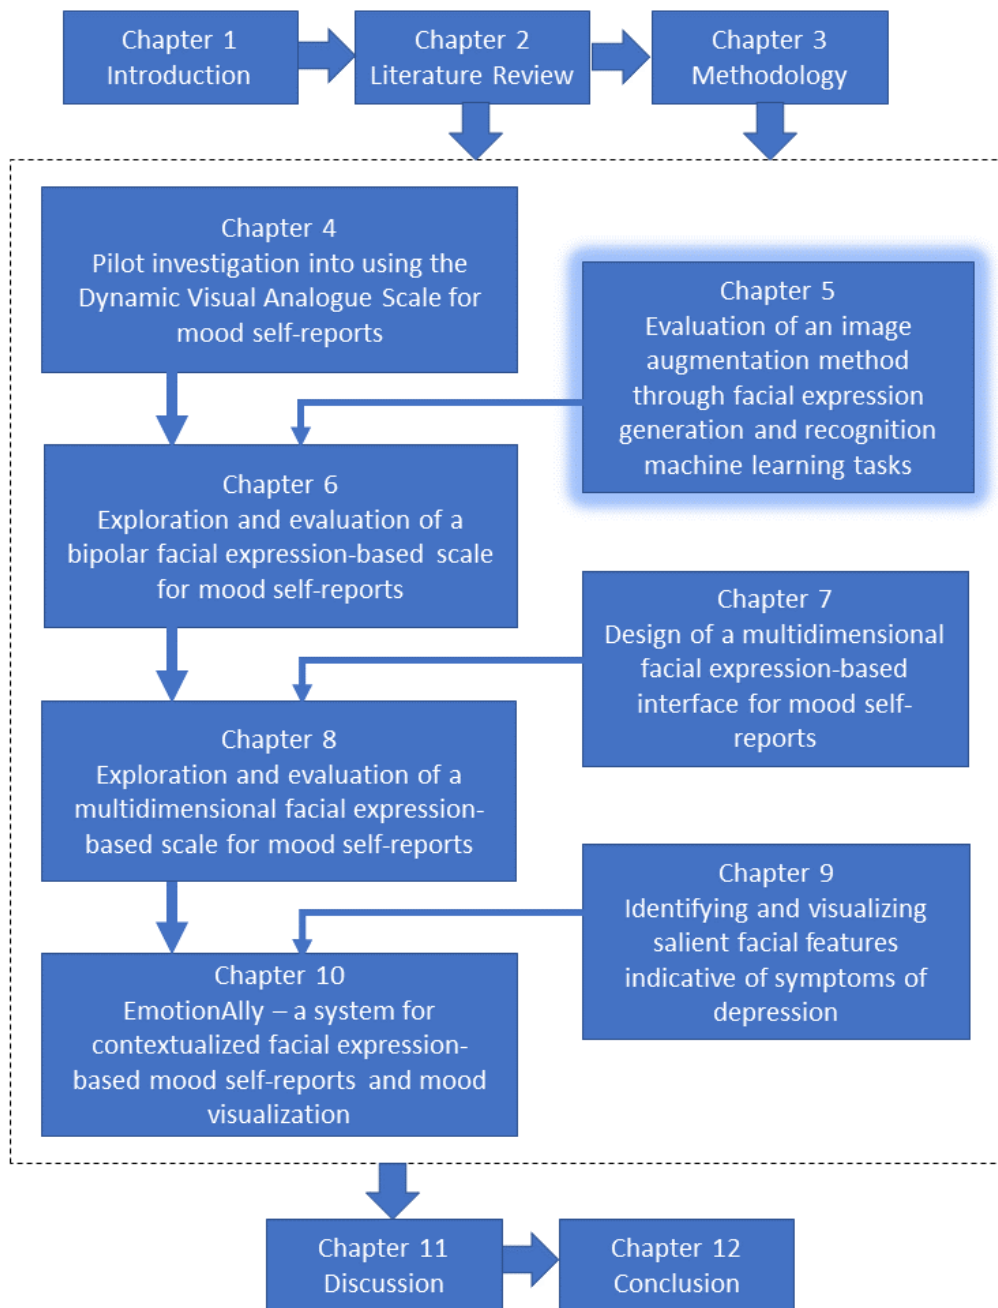 Chapter 1
Introduction
Chapter 2
Literature Review
Chapter 3
Methodology
Chapter 4
Pilot investigation into using the
Dynamic Visual Analogue Scale for
mood self-reports
Chapter 5
Evaluation of an image
augmentation method
through facial expression
generation and recognition
machine learning tasks
Chapter 6
Exploration and evaluation of a
bipolar facial expression-based scale
for mood self-reports
Chapter 7
Design of a multidimensional
facial expression-based
interface for mood self-
reports
Chapter 8
Exploration and evaluation of a
multidimensional facial expression-
based scale for mood self-reports
Chapter 9
Identifying and visualizing
salient facial features
indicative of symptoms of
depression
Chapter 10
EmotionAlly – a system for
contextualized facial expression-
based mood self-reports and mood
visualization
Chapter 11
Discussion
Chapter 12
Conclusion